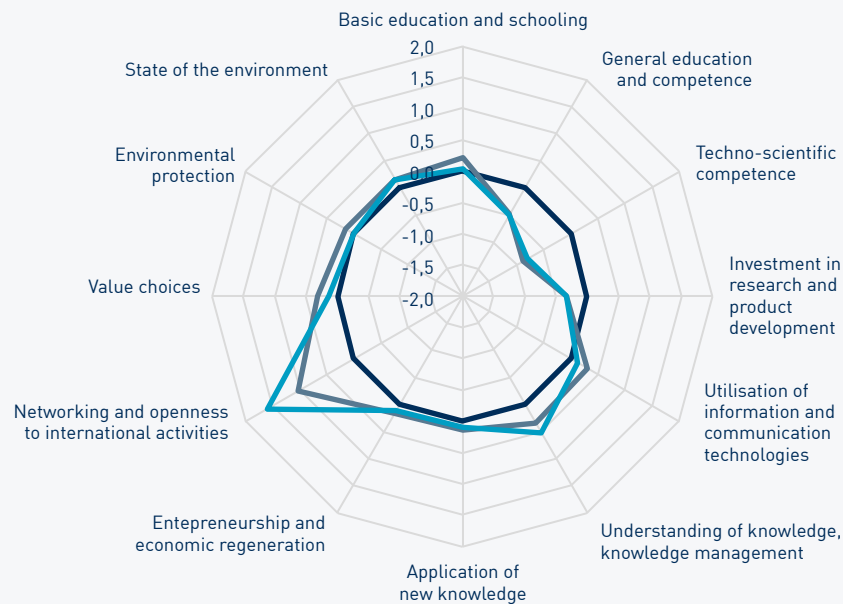 Basic education and schooling
General education
and competence
Techno-scientific
competence
Investment in
research and
product
development
Utilisation of
information and
communication
technologies
Understanding of knowledge,
knowledge management
Application of
new knowledge
Entepreneurship and
economic regeneration
Networking and openness
to international activities
Value choices
Environmental
protection
State of the environment
2,0
1,5
1,0
0,5
0,0
-0,5
-1,0
-1,5
-2,0